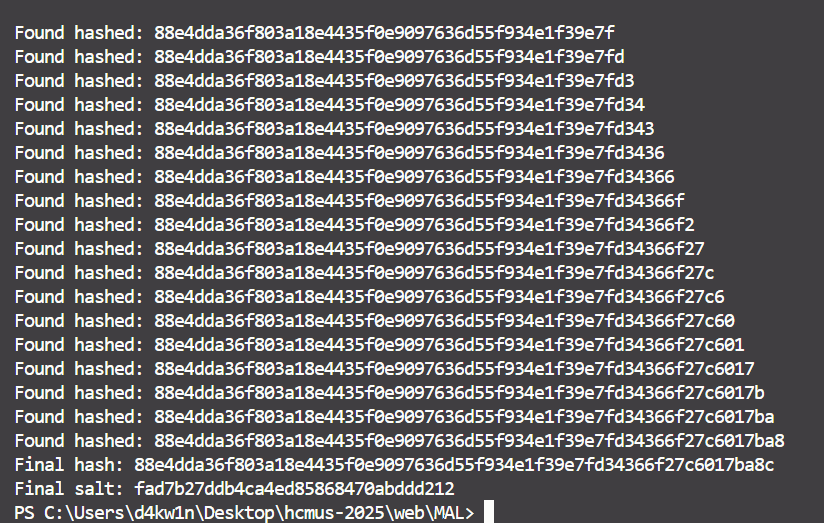 Found hashed: 88e4dda36f803a18e4435f0e9097636d55f934e1f39e7f
Found hashed: 88e4dda36f803a18e4435f0e9097636d55f934e1f39e7fd
Found hashed: 88e4dda36f803a18e4435f0e9097636d55f934e1f39e7fd3
Found hashed: 88e4dda36f803a18e4435f0e9097636d55f934e1f39e7fd34
Found hashed: 88e4dda36f803a18e4435f0e9097636d55f934e1f39e7fd343
Found hashed: 88e4dda36f803a18e4435f0e9097636d55f934e1f39e7fd3436
Found hashed: 88e4dda36f803a18e4435f0e9097636d55f934e1f39e7fd34366
Found hashed: 88e4dda36f803a18e4435f0e9097636d55f934e1f39e7fd34366f
Found hashed: 88e4dda36f803a18e4435f0e9097636d55f934e1f39e7fd34366f2
Found hashed: 88e4dda36f803a18e4435f0e9097636d55f934e1f39e7fd34366f27
Found hashed: 88e4dda36f803a18e4435f0e9097636d55f934e1f39e7fd34366f27c
Found hashed: 88e4dda36f803a18e4435f0e9097636d55f934e1f39e7fd34366f27c6
Found hashed: 88e4dda36f803a18e4435f0e9097636d55f934e1f39e7fd34366f27c60
Found hashed: 88e4dda36f803a18e4435f0e9097636d55f934e1f39e7fd34366f27c601
Found hashed: 88e4dda36f803a18e4435f0e9097636d55f934e1f39e7fd34366f27c6017
Found hashed: 88e4dda36f803a18e4435f0e9097636d55f934e1f39e7fd34366f27c6017b
Found hashed: 88e4dda36f803a18e4435f0e9097636d55f934e1f39e7fd34366f27c6017ba
Found hashed: 88e4dda36f803a18e4435f0e9097636d55f934e1f39e7fd34366f27c6017ba8
Final hash: 88e4dda36f803a18e4435f0e9097636d55f934e1f39e7fd34366f27c6017ba8c
Final salt: fad7b27ddb4ca4ed85868470abddd212
PS C:\Users\d4kw1n\Desktop\hcmus-2025\web\MAL>